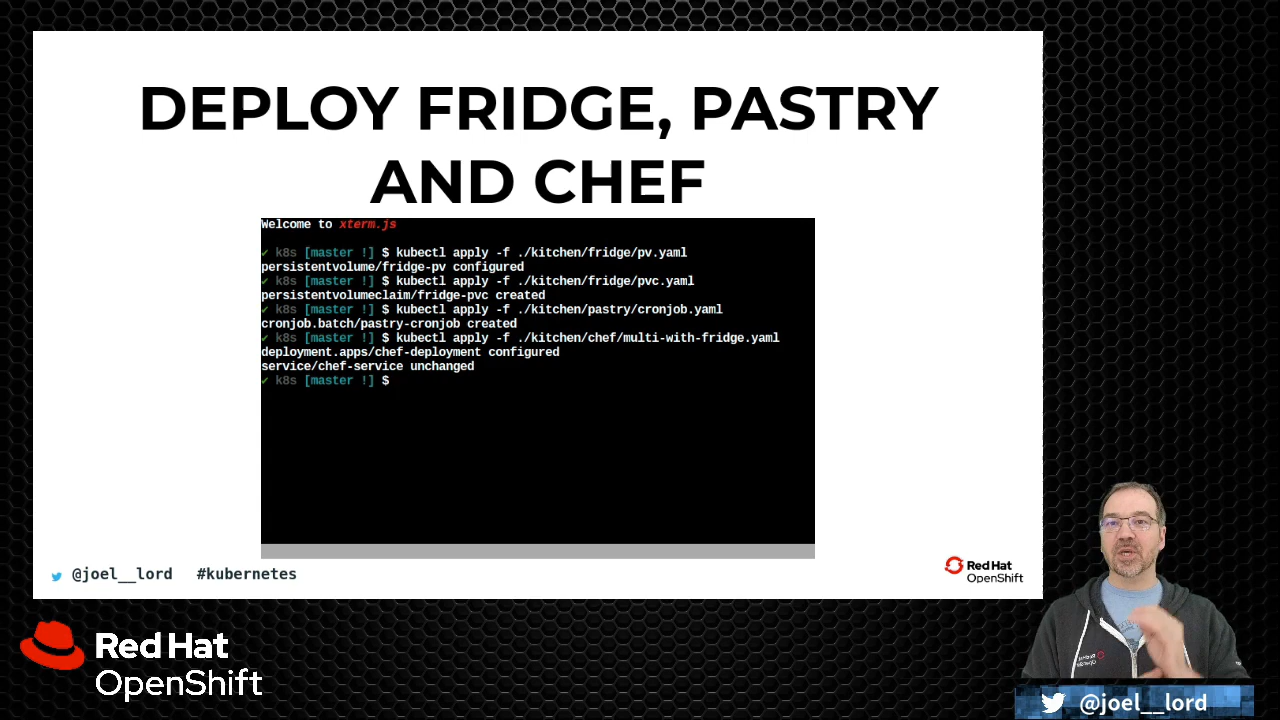 DEPLOY FRIDGE, PASTRY
AND CHEF
Welcome to xterm.js
✔ k8s [master !] $ kubectl apply -f ./kitchen/fridge/pv.yaml
persistentvolume/fridge-pv configured
✔ k8s [master !] $ kubectl apply -f ./kitchen/fridge/pvc.yaml
persistentvolumeclaim/fridge-pvc created
✔ k8s [master !] $ kubectl apply -f ./kitchen/pastry/cronjob.yaml
cronjob.batch/pastry-cronjob created
✔ k8s [master !] $ kubectl apply -f ./kitchen/chef/multi-with-fridge.yaml
deployment.apps/chef-deployment configured
service/chef-service unchanged
✔ k8s [master !] $
@joel__lord #kubernetes
Red Hat
OpenShift
Red Hat
OpenShift
@joel__lord